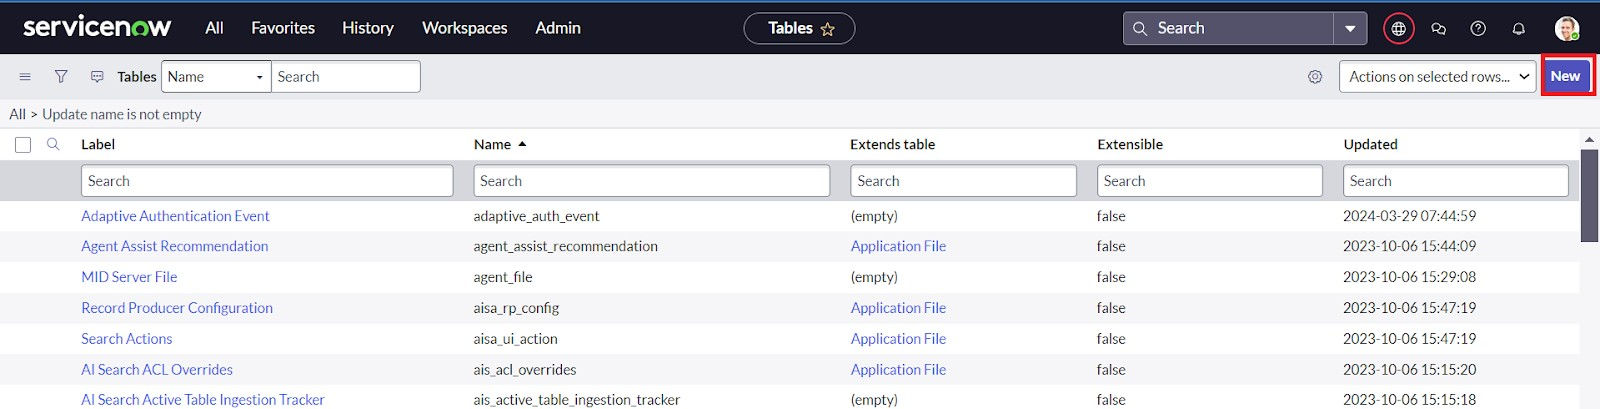 servicenow All Favorites History Workspaces Admin Tables Search
Tables Name Search Actions on selected rows... New
All > Update name is not empty
Label Name Extends table Extensible Updated
Search Search Search Search Search
Adaptive Authentication Event adaptive_auth_event (empty) false 2024-03-29 07:44:59
Agent Assist Recommendation agent_assist_recommendation Application File false 2023-10-06 15:44:09
MID Server File agent_file (empty) false 2023-10-06 15:29:08
Record Producer Configuration aisa_rp_config Application File false 2023-10-06 15:47:19
Search Actions aisa_ui_action Application File false 2023-10-06 15:47:19
AI Search ACL Overrides ais_acl_overrides Application File false 2023-10-06 15:15:20
AI Search Active Table Ingestion Tracker ais_active_table_ingestion_tracker (empty) false 2023-10-06 15:15:18